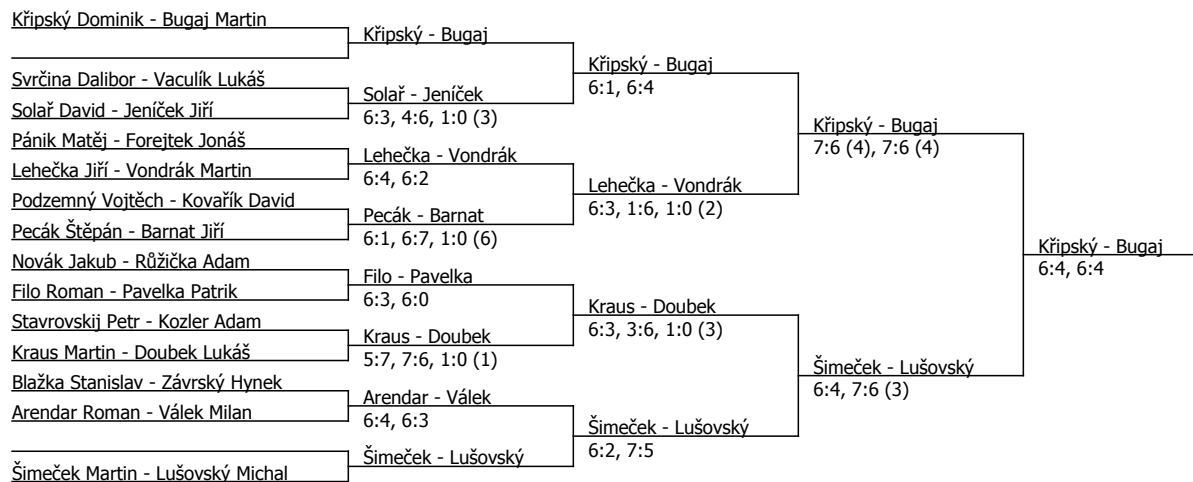 Křipský Dominik - Bugaj Martin
Křipský - Bugaj
Křipský - Bugaj
6:1, 6:4
Svrčina Dalibor - Vaculík Lukáš
Solař - Jeníček
6:3, 4:6, 1:0 (3)
Solař David - Jeníček Jiří
Křipský - Bugaj
7:6 (4), 7:6 (4)
Pánik Matěj - Forejtek Jonáš
Lehečka - Vondrák
6:4, 6:2
Lehečka Jiří - Vondrák Martin
Lehečka - Vondrák
6:3, 1:6, 1:0 (2)
Podzemný Vojtěch - Kovařík David
Pecák - Barnat
6:1, 6:7, 1:0 (6)
Pecák Štěpán - Barnat Jiří
Křipský - Bugaj
6:4, 6:4
Novák Jakub - Růžička Adam
Filo - Pavelka
6:3, 6:0
Filo Roman - Pavelka Patrik
Kraus - Doubek
6:3, 3:6, 1:0 (3)
Stavrovskij Petr - Kozler Adam
Kraus - Doubek
5:7, 7:6, 1:0 (1)
Kraus Martin - Doubek Lukáš
Šimeček - Lušovský
6:4, 7:6 (3)
Blažka Stanislav - Závrský Hynek
Arendar - Válek
6:4, 6:3
Arendar Roman - Válek Milan
Šimeček - Lušovský
6:2, 7:5
Šimeček - Lušovský
Šimeček Martin - Lušovský Michal